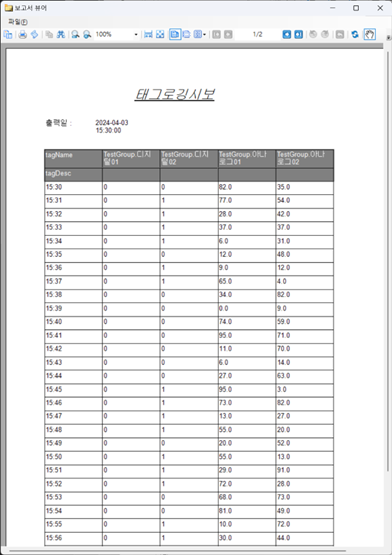 보고서 뷰어
파일(F)
100% 1/2
태그로깅시보
출력일 : 2024-04-03
15:30:00
tagName TestGroup.디지털01 TestGroup.디지털02 TestGroup.아날로그01 TestGroup.아날로그02
tagDesc
15:30 0 0 82.0 35.0
15:31 0 1 77.0 54.0
15:32 0 1 28.0 42.0
15:33 0 1 37.0 37.0
15:34 0 1 6.0 31.0
15:35 0 0 12.0 48.0
15:36 0 1 9.0 12.0
15:37 0 1 65.0 4.0
15:38 0 0 34.0 82.0
15:39 0 0 0.0 9.0
15:40 0 0 74.0 59.0
15:41 0 0 95.0 71.0
15:42 0 0 11.0 70.0
15:43 0 0 6.0 14.0
15:44 0 0 27.0 63.0
15:45 0 1 95.0 3.0
15:46 0 1 73.0 82.0
15:47 0 1 13.0 27.0
15:48 0 1 55.0 20.0
15:49 0 0 20.0 52.0
15:50 0 1 55.0 13.0
15:51 0 1 29.0 91.0
15:52 0 1 72.0 28.0
15:53 0 0 68.0 73.0
15:54 0 0 81.0 49.0
15:55 0 1 10.0 72.0
15:56 0 1 30.0 44.0